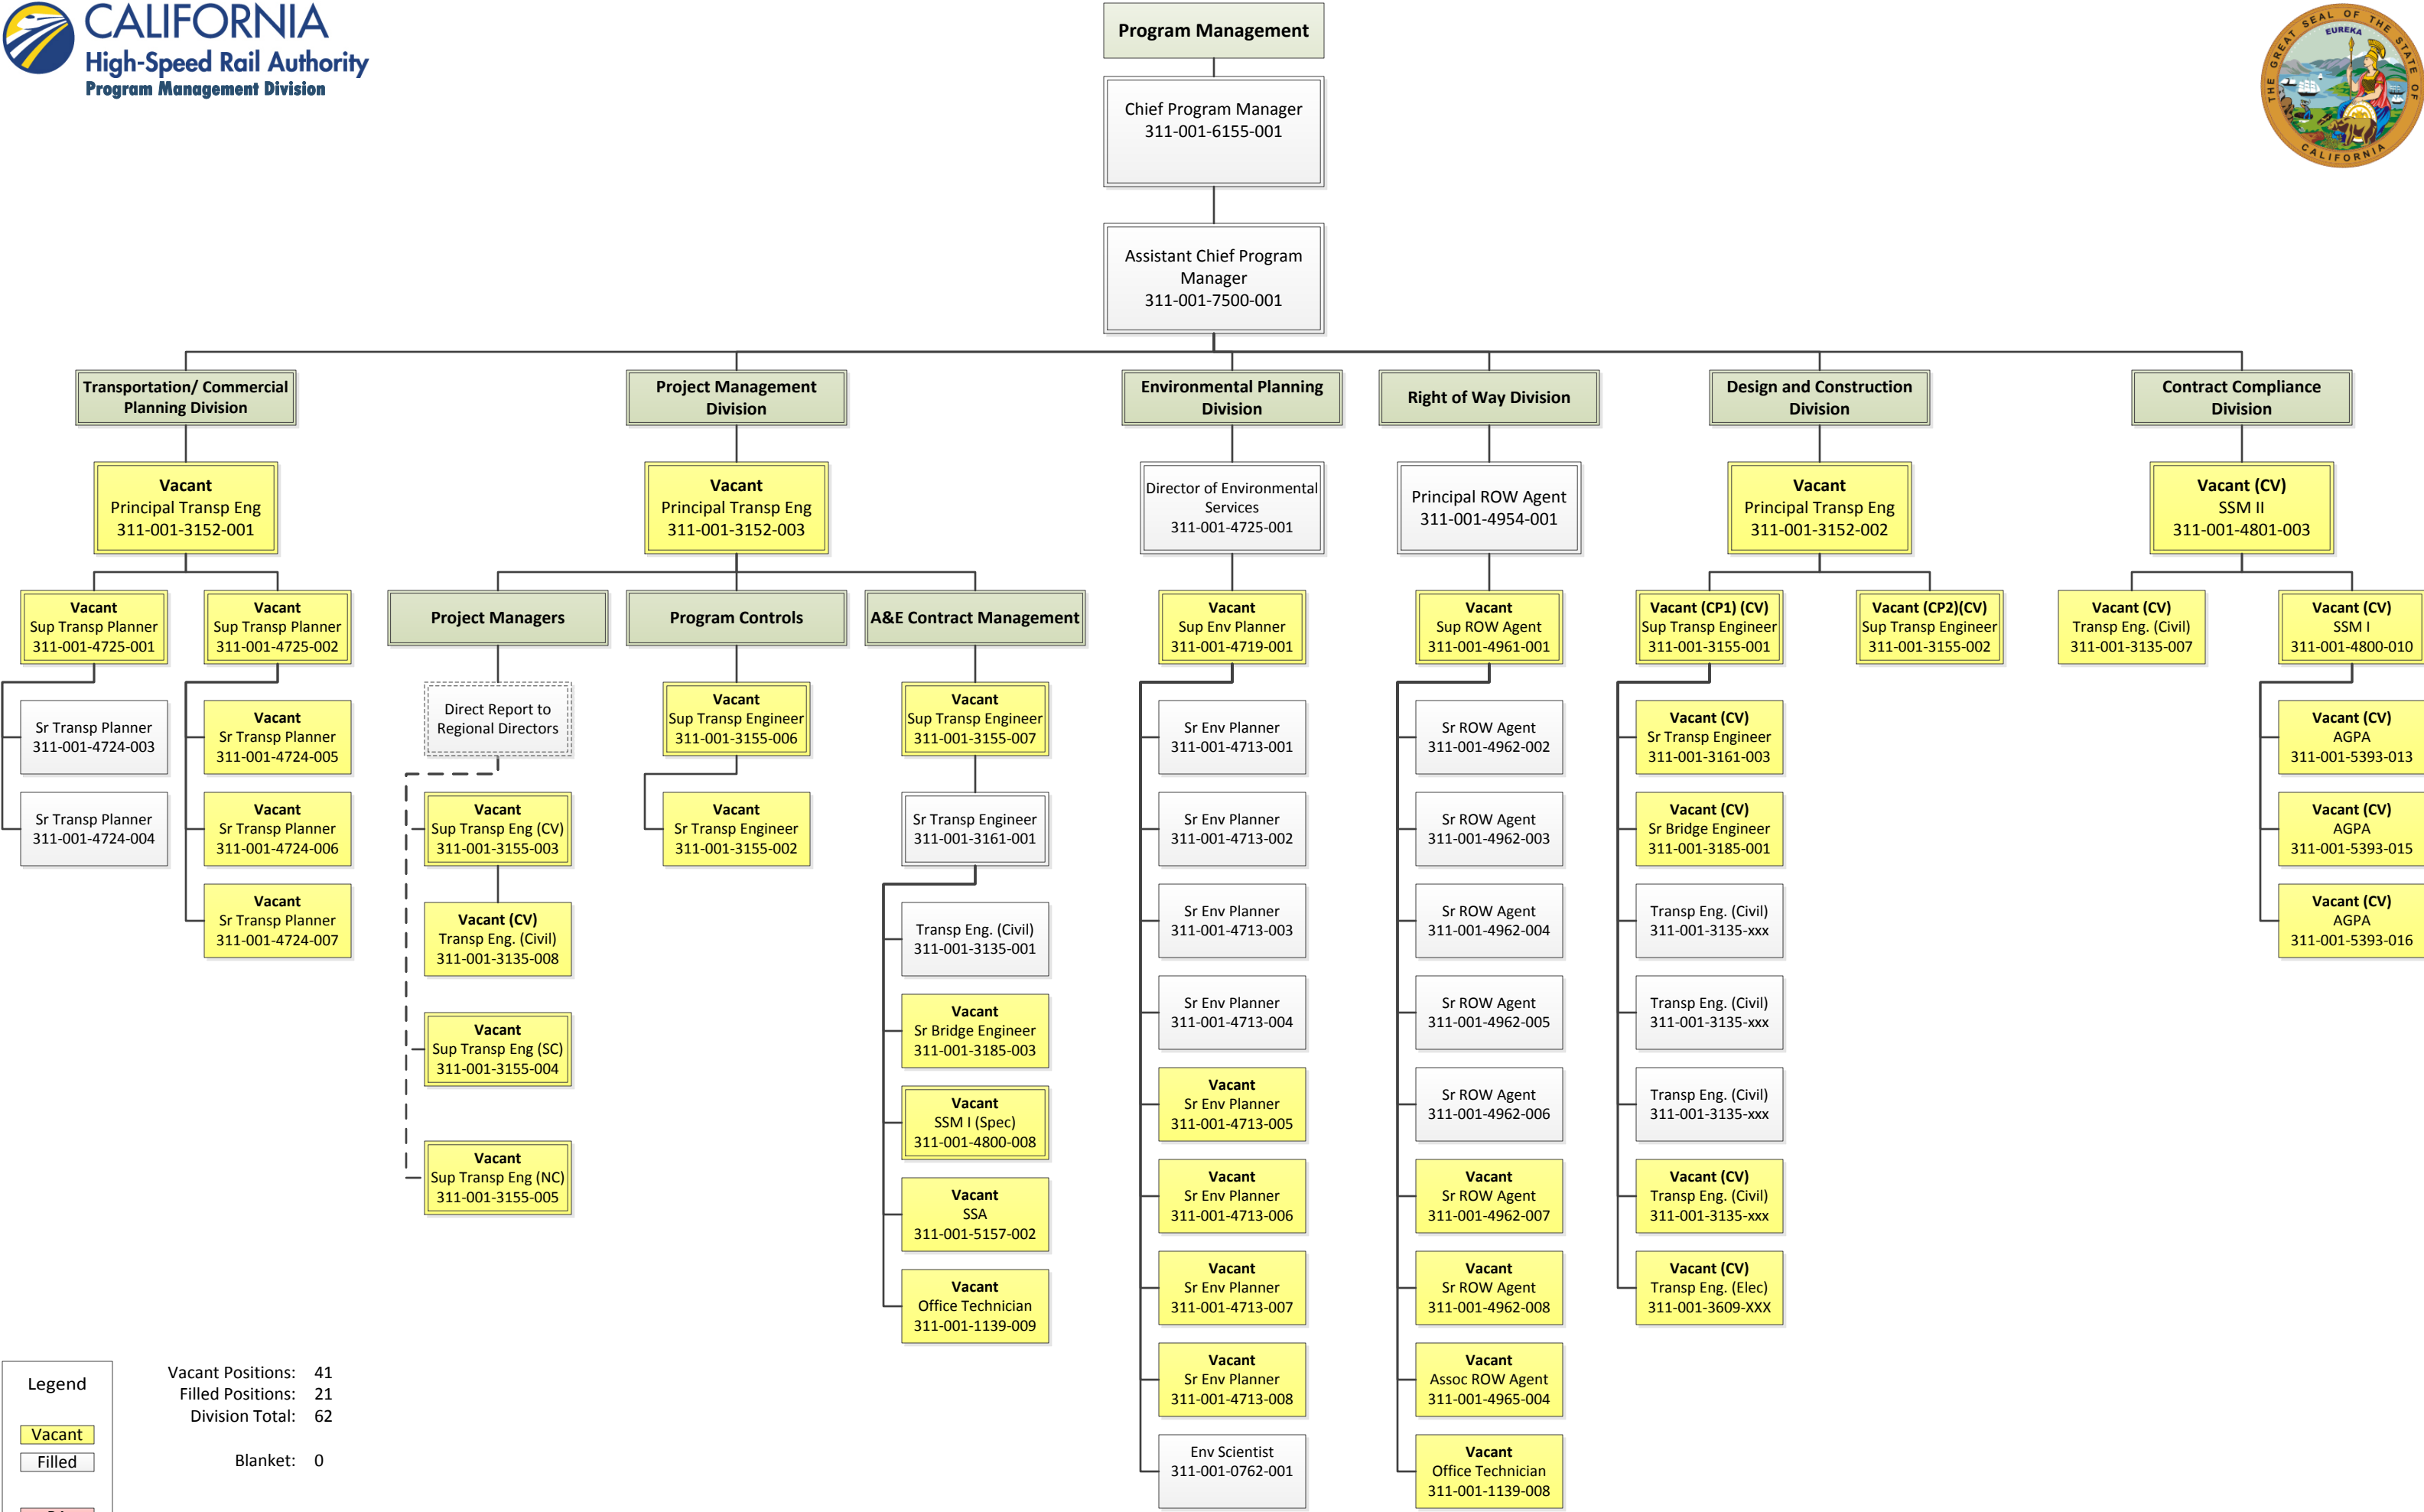 CALIFORNIA
High-Speed Rail Authority
Program Management Division
THE GREAT SEAL OF THE STATE OF CALIFORNIA
EUREKA
Program Management
Chief Program Manager
311-001-6155-001
Assistant Chief Program
Manager
311-001-7500-001
Transportation/ Commercial
Planning Division
Vacant
Principal Transp Eng
311-001-3152-001
Vacant
Sup Transp Planner
311-001-4725-001
Sr Transp Planner
311-001-4724-003
Sr Transp Planner
311-001-4724-004
Vacant
Sup Transp Planner
311-001-4725-002
Vacant
Sr Transp Planner
311-001-4724-005
Vacant
Sr Transp Planner
311-001-4724-006
Vacant
Sr Transp Planner
311-001-4724-007
Project Management
Division
Vacant
Principal Transp Eng
311-001-3152-003
Project Managers
Direct Report to
Regional Directors
Vacant
Sup Transp Eng (CV)
311-001-3155-003
Vacant (CV)
Transp Eng. (Civil)
311-001-3135-008
Vacant
Sup Transp Eng (SC)
311-001-3155-004
Vacant
Sup Transp Eng (NC)
311-001-3155-005
Program Controls
Vacant
Sup Transp Engineer
311-001-3155-006
Vacant
Sr Transp Engineer
311-001-3155-002
A&E Contract Management
Vacant
Sup Transp Engineer
311-001-3155-007
Sr Transp Engineer
311-001-3161-001
Transp Eng. (Civil)
311-001-3135-001
Vacant
Sr Bridge Engineer
311-001-3185-003
Vacant
SSM I (Spec)
311-001-4800-008
Vacant
SSA
311-001-5157-002
Vacant
Office Technician
311-001-1139-009
Environmental Planning
Division
Director of Environmental
Services
311-001-4725-001
Vacant
Sup Env Planner
311-001-4719-001
Sr Env Planner
311-001-4713-001
Sr Env Planner
311-001-4713-002
Sr Env Planner
311-001-4713-003
Sr Env Planner
311-001-4713-004
Vacant
Sr Env Planner
311-001-4713-005
Vacant
Sr Env Planner
311-001-4713-006
Vacant
Sr Env Planner
311-001-4713-007
Vacant
Sr Env Planner
311-001-4713-008
Env Scientist
311-001-0762-001
Right of Way Division
Principal ROW Agent
311-001-4954-001
Vacant
Sup ROW Agent
311-001-4961-001
Sr ROW Agent
311-001-4962-002
Sr ROW Agent
311-001-4962-003
Sr ROW Agent
311-001-4962-004
Sr ROW Agent
311-001-4962-005
Sr ROW Agent
311-001-4962-006
Vacant
Sr ROW Agent
311-001-4962-007
Vacant
Sr ROW Agent
311-001-4962-008
Vacant
Assoc ROW Agent
311-001-4965-004
Vacant
Office Technician
311-001-1139-008
Design and Construction
Division
Vacant
Principal Transp Eng
311-001-3152-002
Vacant (CP1) (CV)
Sup Transp Engineer
311-001-3155-001
Vacant (CV)
Sr Transp Engineer
311-001-3161-003
Vacant (CV)
Sr Bridge Engineer
311-001-3185-001
Transp Eng. (Civil)
311-001-3135-xxx
Transp Eng. (Civil)
311-001-3135-xxx
Transp Eng. (Civil)
311-001-3135-xxx
Vacant (CV)
Transp Eng. (Civil)
311-001-3135-xxx
Vacant (CV)
Transp Eng. (Elec)
311-001-3609-XXX
Vacant (CP2)(CV)
Sup Transp Engineer
311-001-3155-002
Contract Compliance
Division
Vacant (CV)
SSM II
311-001-4801-003
Vacant (CV)
Transp Eng. (Civil)
311-001-3135-007
Vacant (CV)
SSM I
311-001-4800-010
Vacant (CV)
AGPA
311-001-5393-013
Vacant (CV)
AGPA
311-001-5393-015
Vacant (CV)
AGPA
311-001-5393-016
Legend
Vacant
Filled
Vacant Positions: 41
Filled Positions: 21
Division Total: 62
Blanket: 0